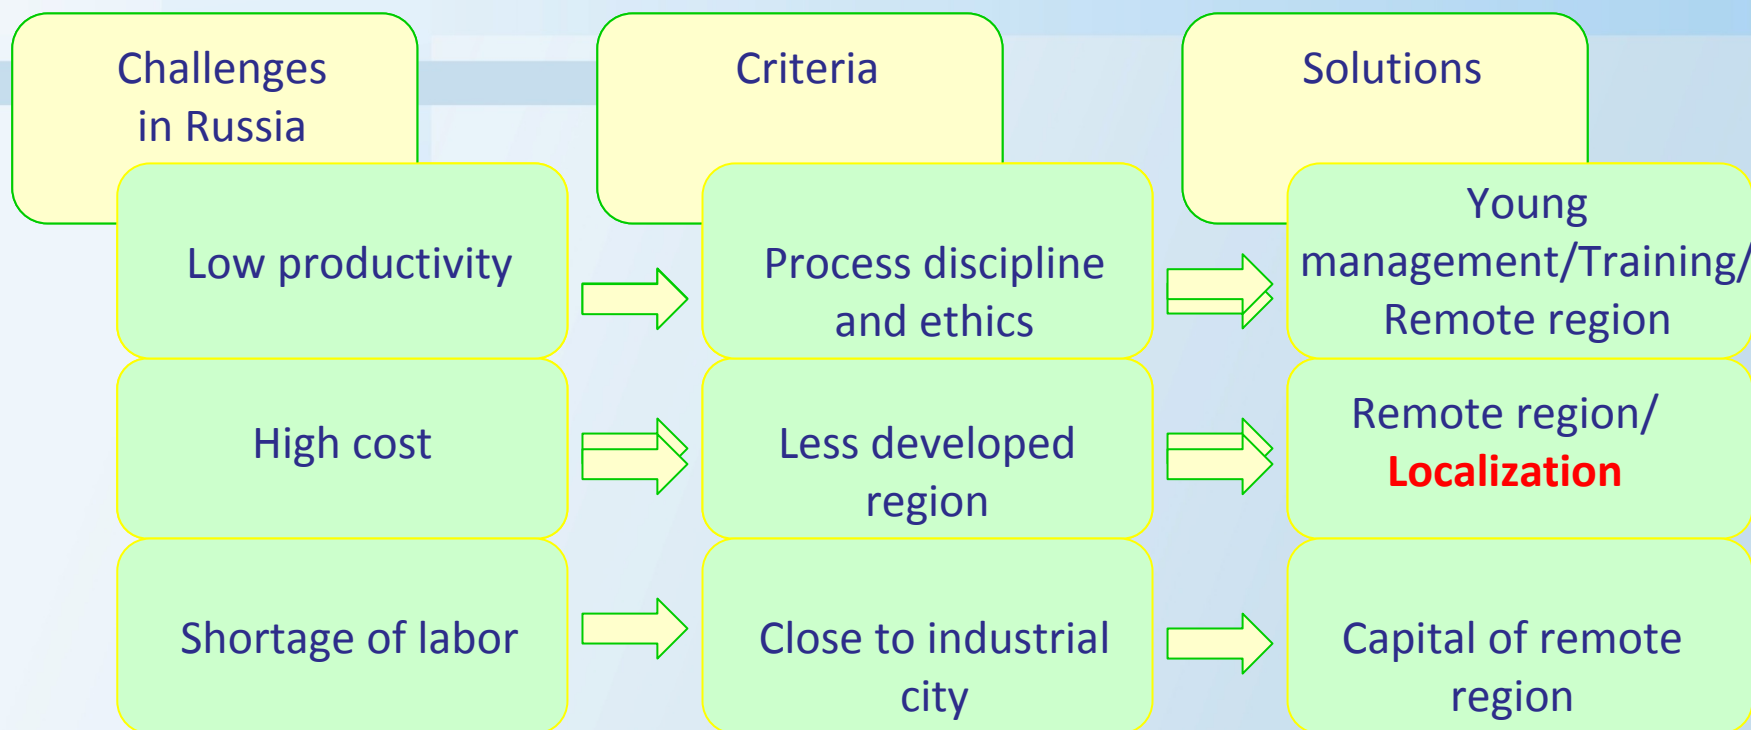 Challenges
in Russia
Criteria
Solutions
Low productivity
Process discipline
and ethics
Young
management/Training/
Remote region
High cost
Less developed
region
Remote region/
Localization
Shortage of labor
Close to industrial
city
Capital of remote
region